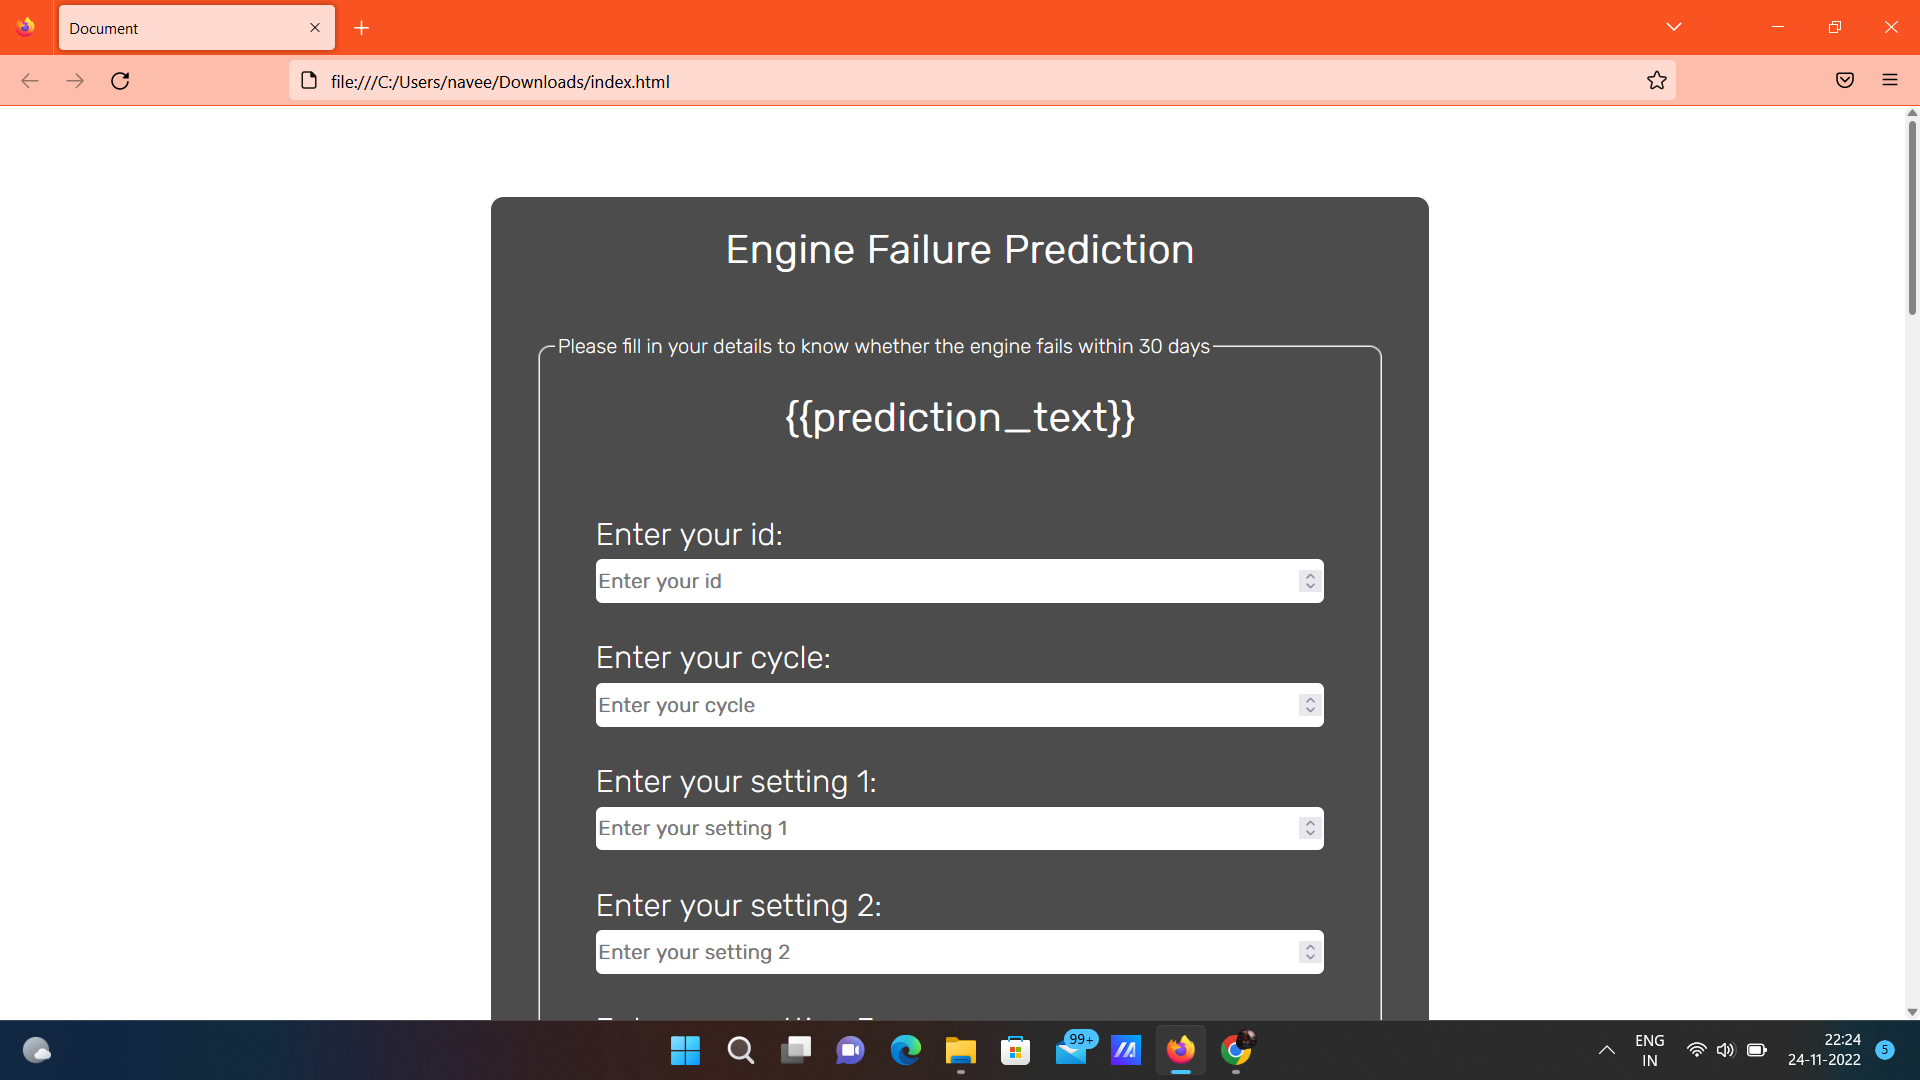 Document
file:///C:/Users/navee/Downloads/index.html
Engine Failure Prediction
Please fill in your details to know whether the engine fails within 30 days
{{prediction_text}}
Enter your id:
Enter your id
Enter your cycle:
Enter your cycle
Enter your setting 1:
Enter your setting 1
Enter your setting 2:
Enter your setting 2
99+
ENG
IN
22:24
24-11-2022
5